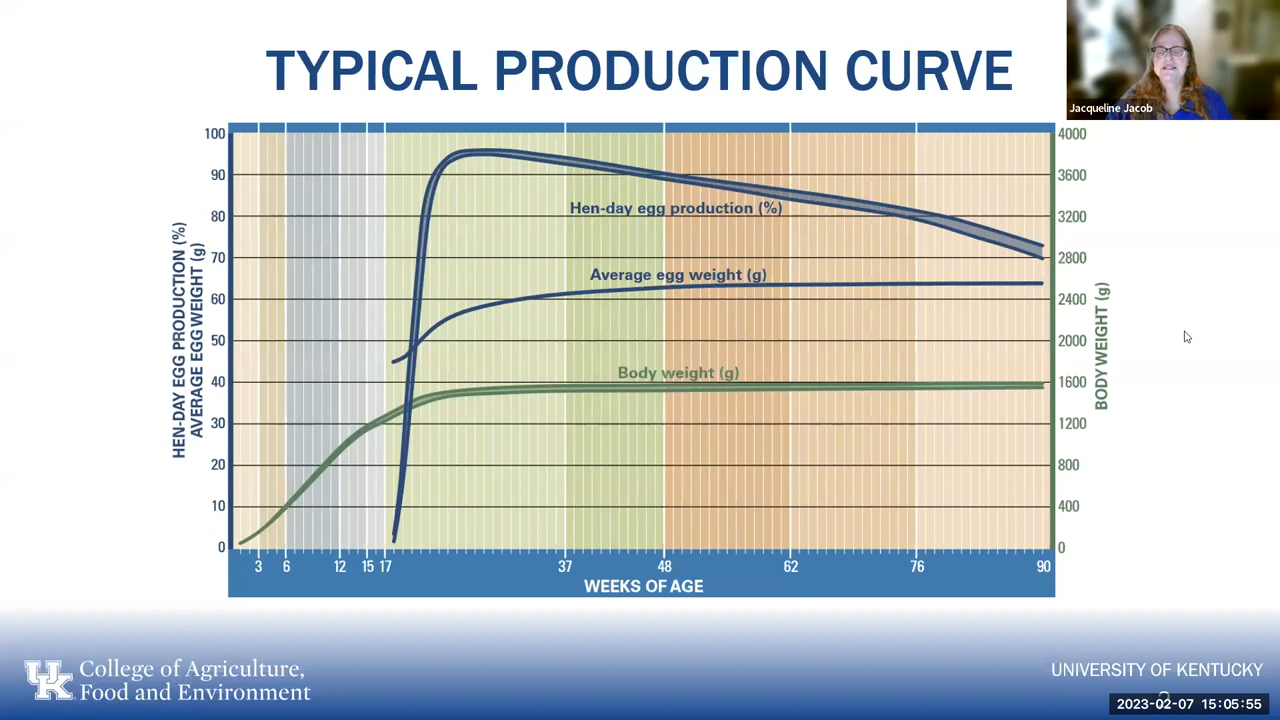 TYPICAL PRODUCTION CURVE
Jacqueline Jacob
100
90
80
70
60
50
40
30
20
10
0
HEN-DAY EGG PRODUCTION (%)
AVERAGE EGG WEIGHT (g)
Hen-day egg production (%)
Average egg weight (g)
Body weight (g)
4000
3600
3200
2800
2400
2000
1600
1200
800
400
0
BODY WEIGHT (g)
3 6 12 15 17 37 48 62 76 90
WEEKS OF AGE
UK College of Agriculture,
Food and Environment
UNIVERSITY OF KENTUCKY
2023-02-07 15:05:55